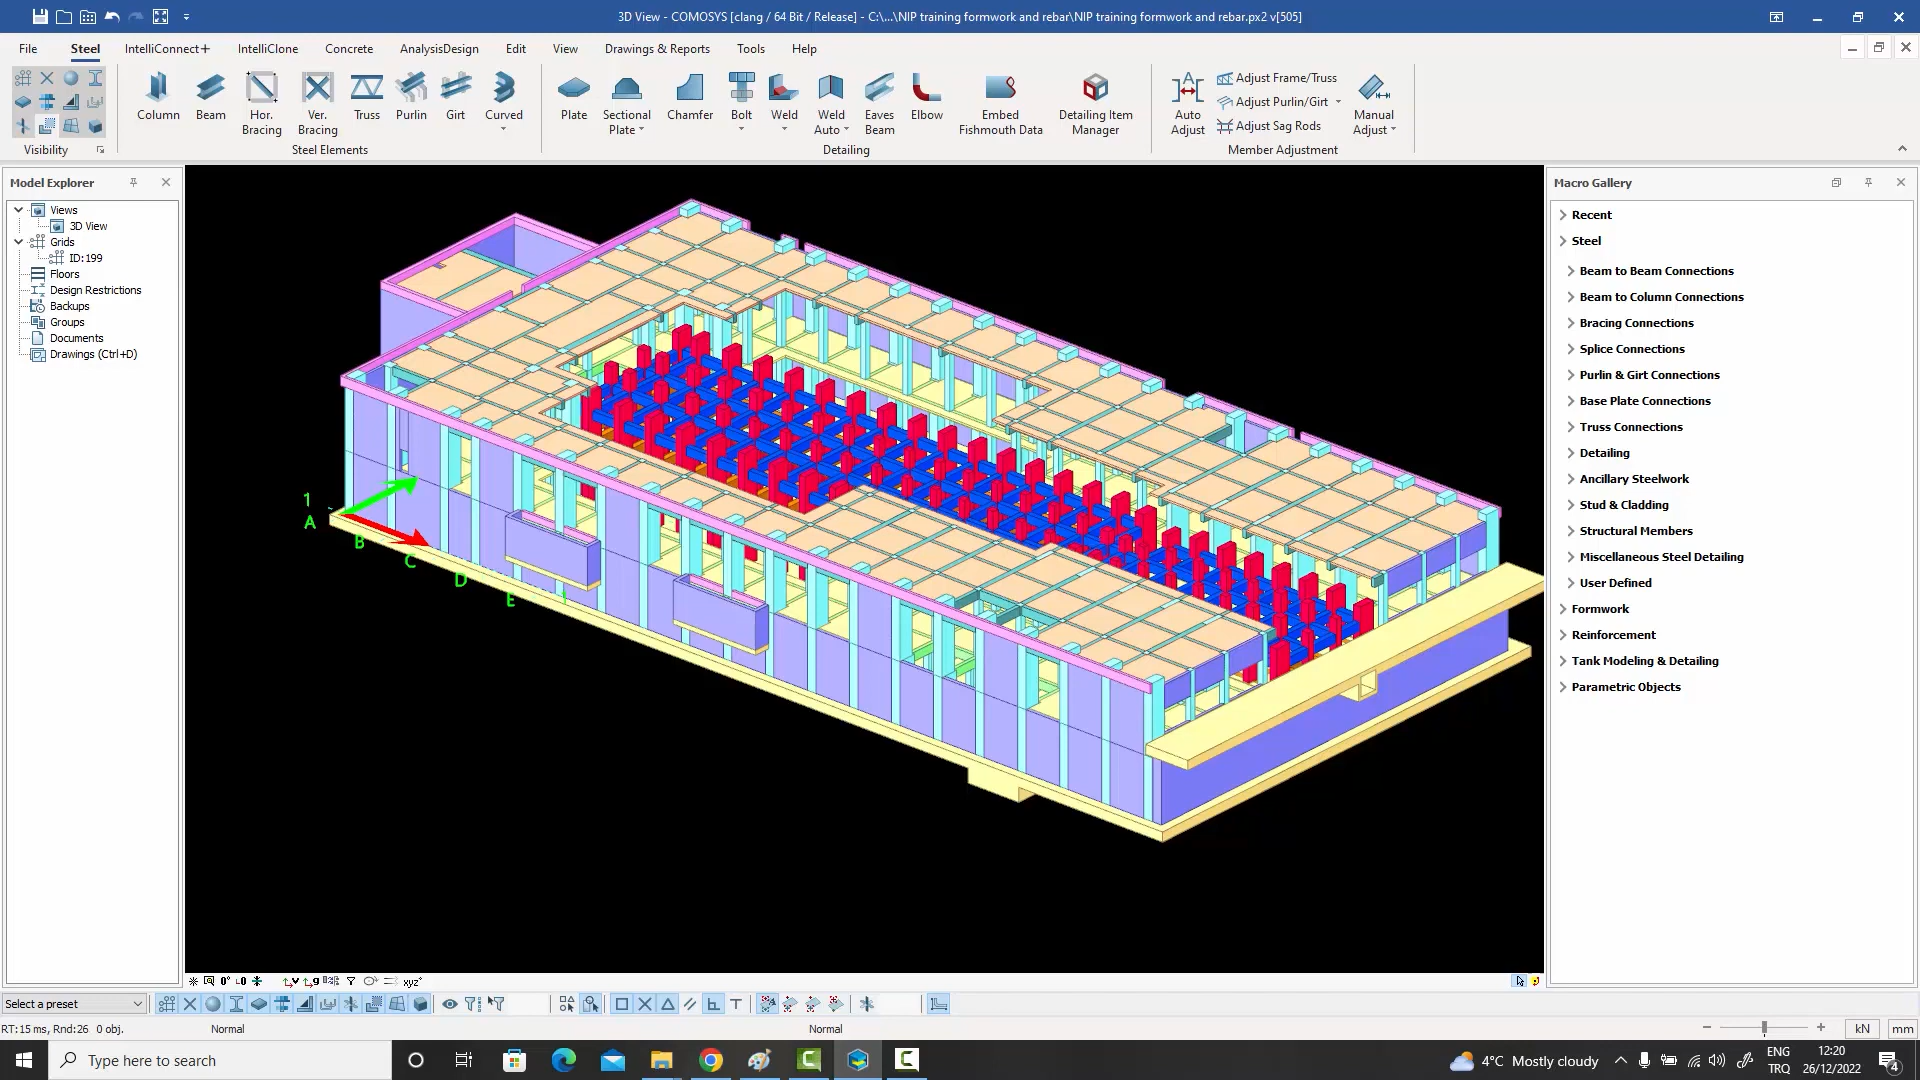 3D View - COMOSYS [clang / 64 Bit / Release] - C:\...\NIP training formwork and rebar\NIP training formwork and rebar.px2 v[505]
File Steel IntelliConnect+ IntelliClone Concrete AnalysisDesign Edit View Drawings & Reports Tools Help
Column Beam Hor. Bracing Ver. Bracing Truss Purlin Girt Curved
Plate Sectional Plate Chamfer Bolt Weld Weld Auto Eaves Beam Elbow Embed Fishmouth Data Detailing Item Manager
Auto Adjust
Adjust Frame/Truss
Adjust Purlin/Girt
Adjust Sag Rods
Manual Adjust
Visibility Steel Elements Detailing Member Adjustment
Model Explorer
Views
3D View
Grids
ID:199
Floors
Design Restrictions
Backups
Groups
Documents
Drawings (Ctrl+D)
1
A
B
C
D
E
Macro Gallery
Recent
Steel
Beam to Beam Connections
Beam to Column Connections
Bracing Connections
Splice Connections
Purlin & Girt Connections
Base Plate Connections
Truss Connections
Detailing
Ancillary Steelwork
Stud & Cladding
Structural Members
Miscellaneous Steel Detailing
User Defined
Formwork
Reinforcement
Tank Modeling & Detailing
Parametric Objects
xyz
Select a preset
RT:15 ms, Rnd:26 0 obj. Normal Normal kN mm
Type here to search
4°C Mostly cloudy
ENG
TRQ
12:20
26/12/2022
4